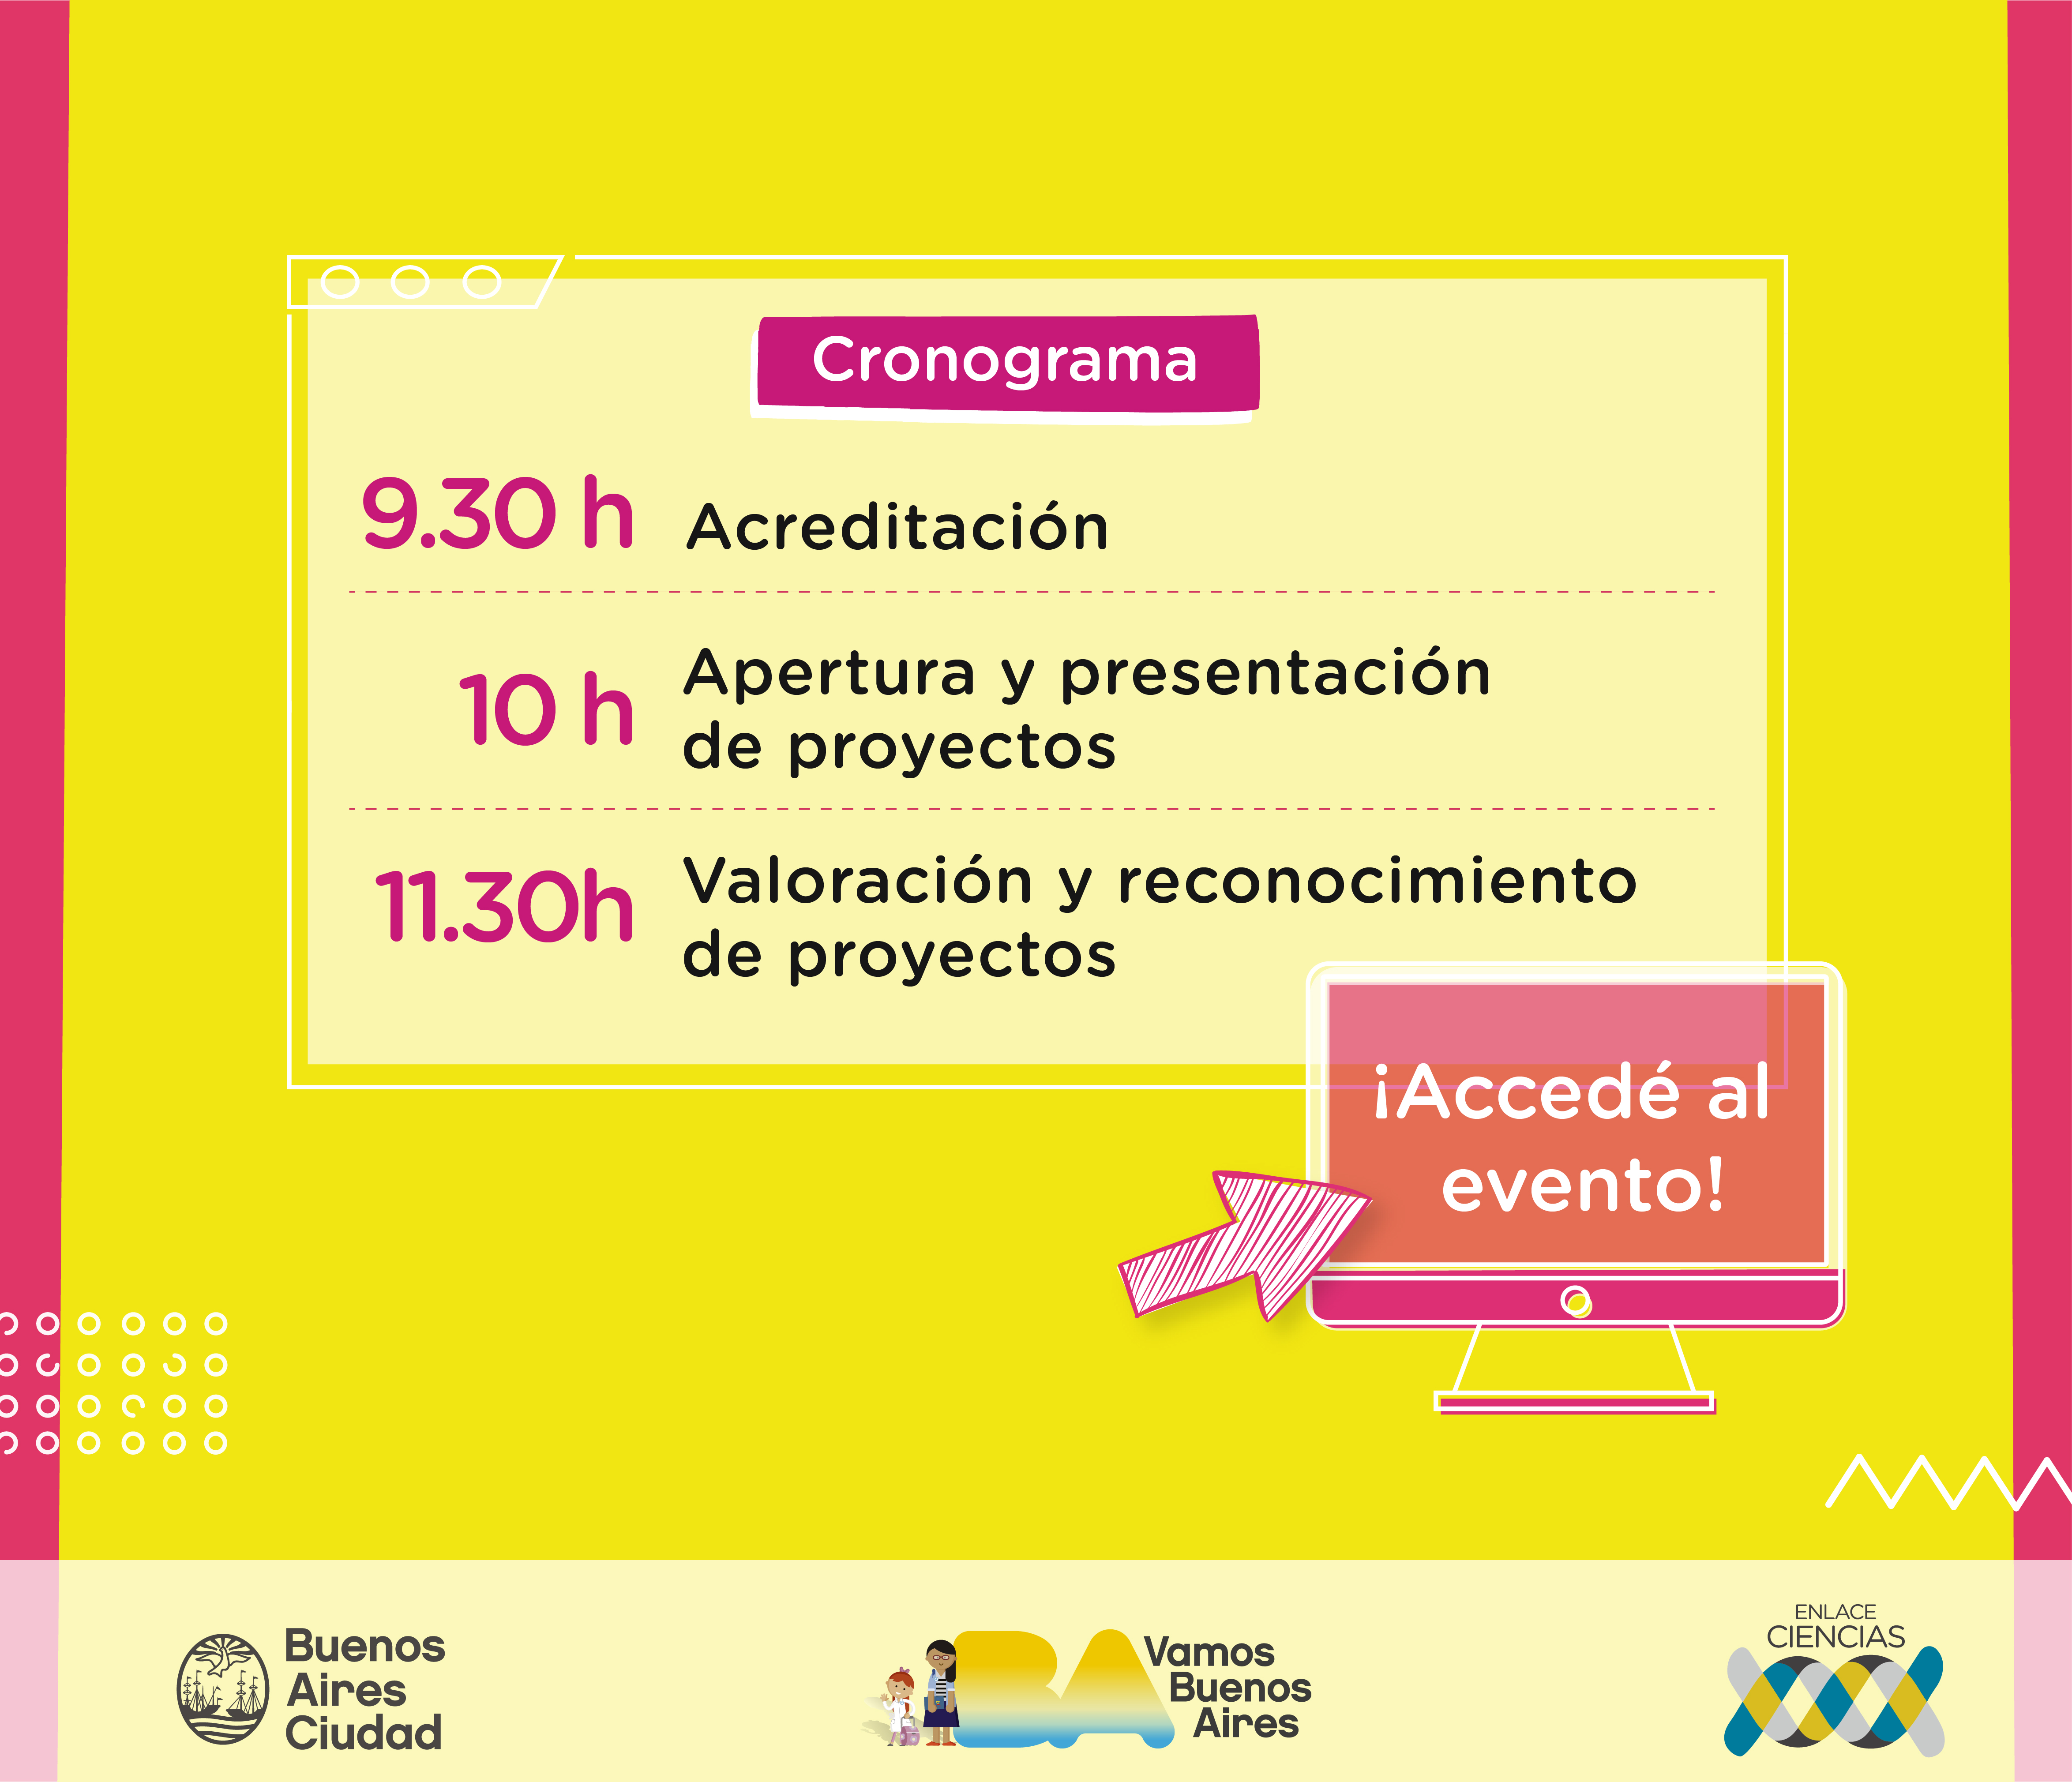 Cronograma
9.30 h Acreditación
10 h Apertura y presentación
de proyectos
11.30h Valoración y reconocimiento
de proyectos
¡Accedé al
evento!
Buenos
Aires
Ciudad
BA
Vamos
Buenos
Aires
ENLACE
CIENCIAS